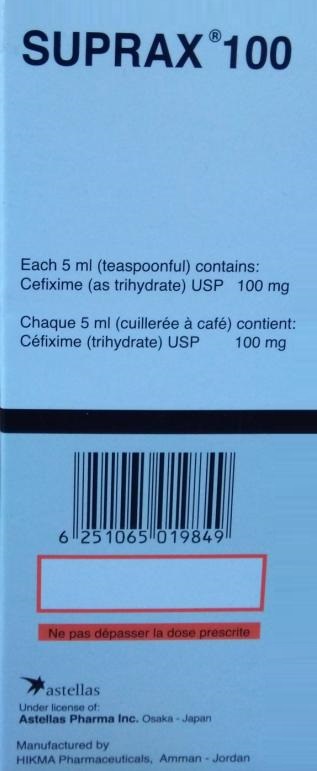 SUPRAX® 100
Each 5 ml (teaspoonful) contains:
Cefixime (as trihydrate) USP 100 mg
Chaque 5 ml (cuillerée à café) contient:
Céfixime (trihydrate) USP 100 mg
6 251065 019849
Ne pas dépasser la dose prescrite
astellas
Under license of:
Astellas Pharma Inc. Osaka - Japan
Manufactured by
HIKMA Pharmaceuticals, Amman - Jordan